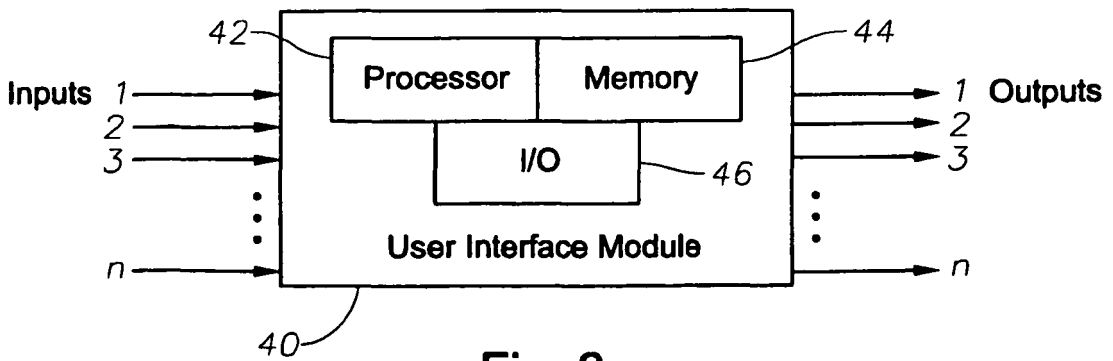 42
44
Processor
Memory
Inputs 1
1 Outputs
2
2
3
3
I/O
46
User Interface Module
n
n
40